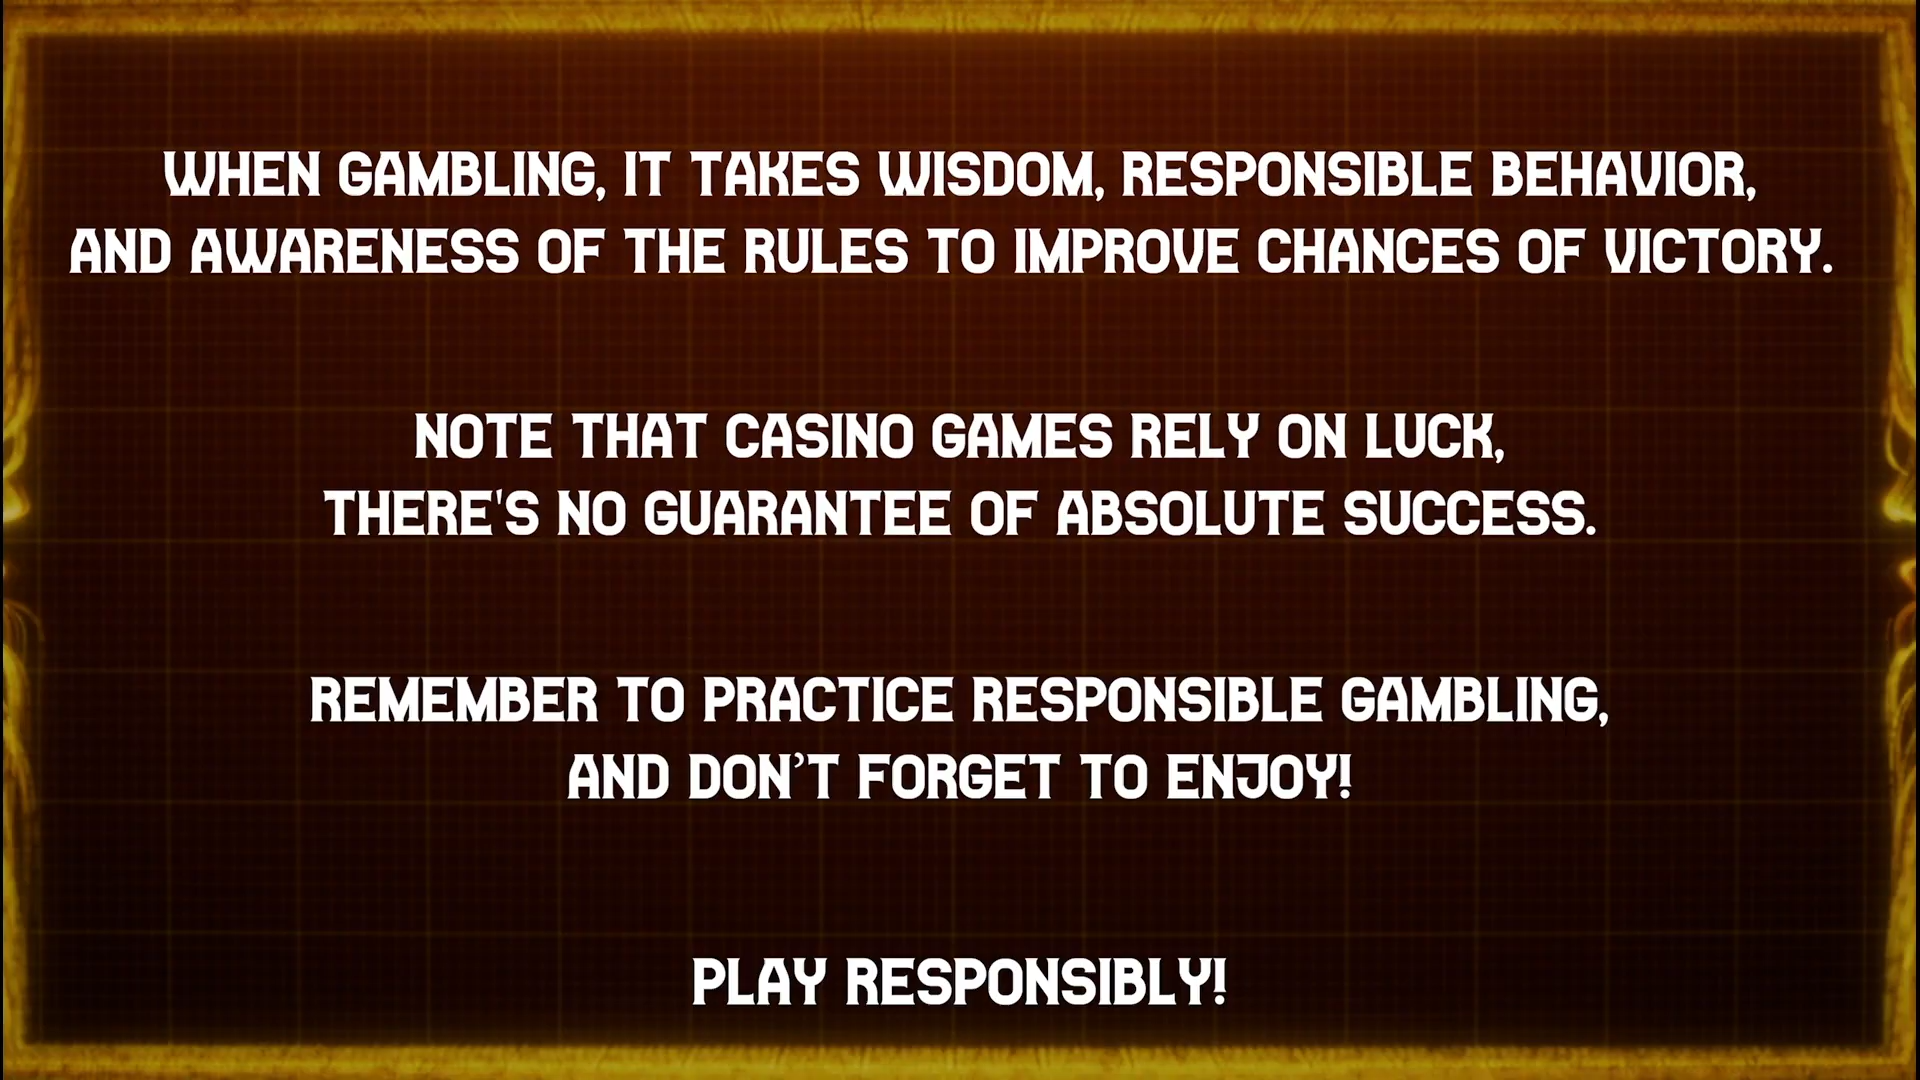 WHEN GAMBLING, IT TAKES WISDOM, RESPONSIBLE BEHAVIOR,
AND AWARENESS OF THE RULES TO IMPROVE CHANCES OF VICTORY.
NOTE THAT CASINO GAMES RELY ON LUCK,
THERE'S NO GUARANTEE OF ABSOLUTE SUCCESS.
REMEMBER TO PRACTICE RESPONSIBLE GAMBLING,
AND DON’T FORGET TO ENJOY!
PLAY RESPONSIBLY!